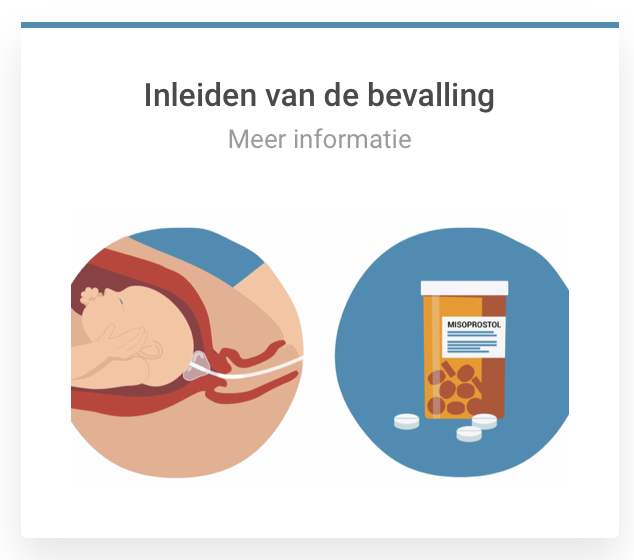 Inleiden van de bevalling
Meer informatie
MISOPROSTOL